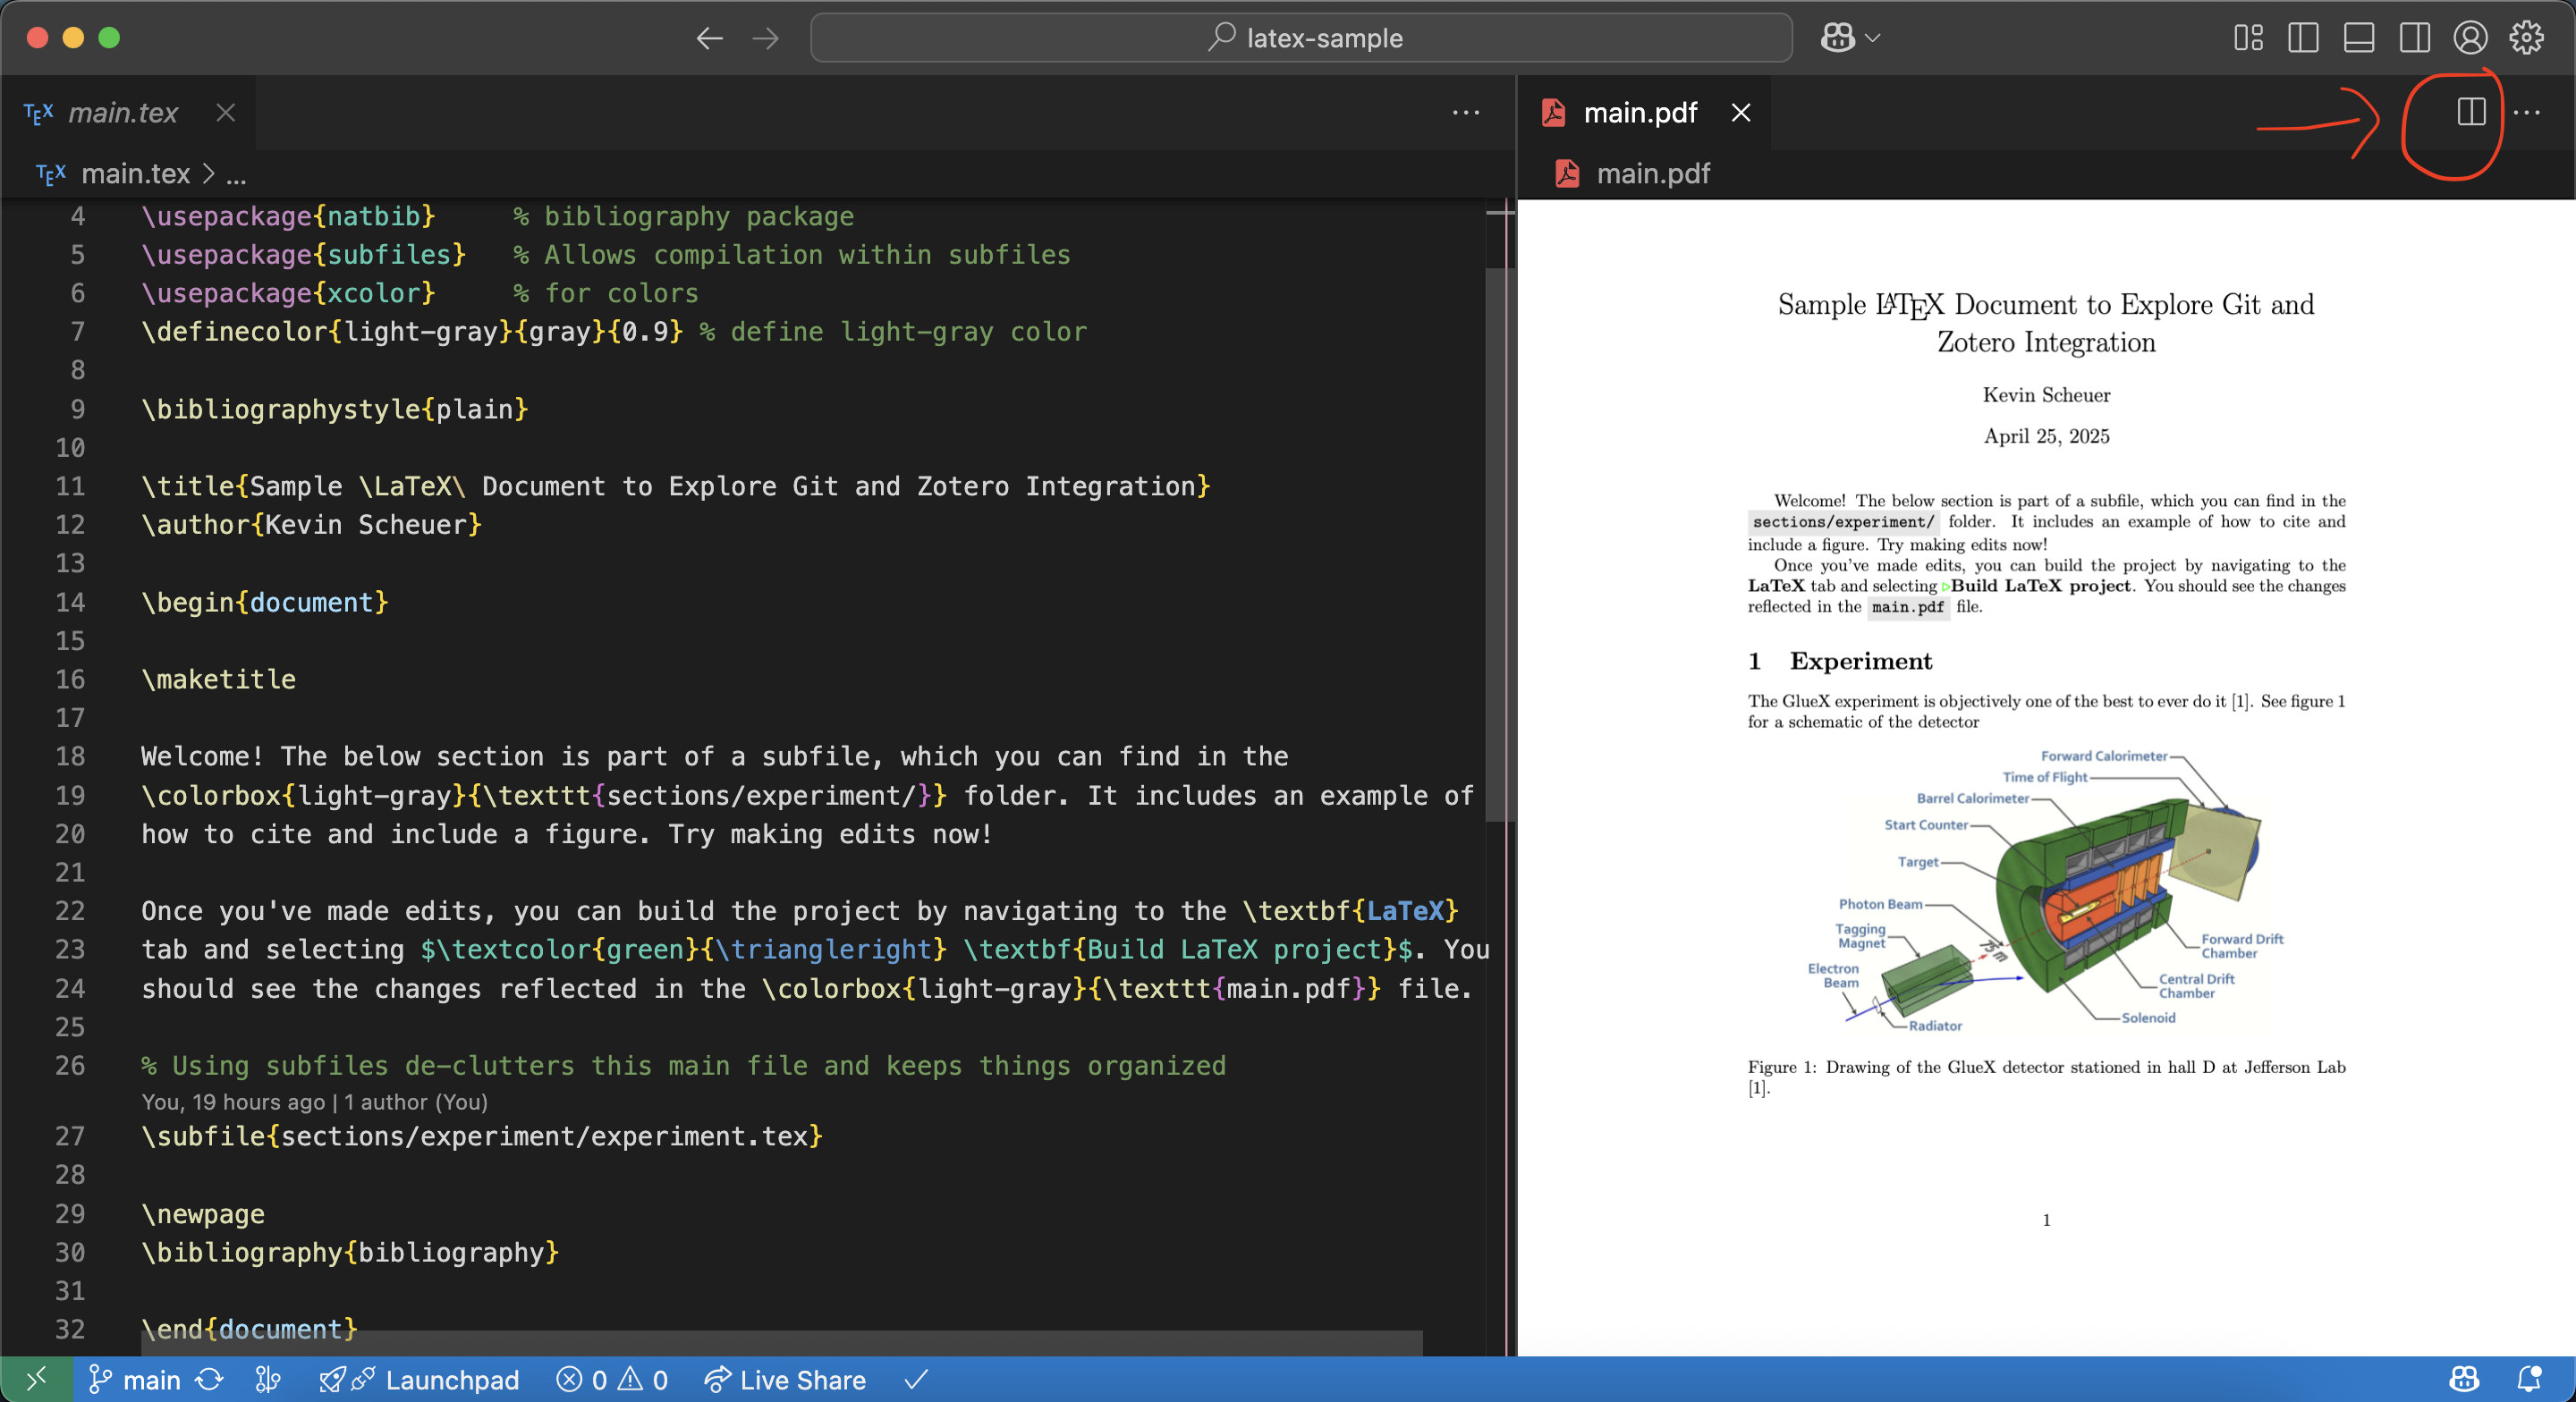 latex-sample
TEX main.tex
main.pdf
TEX main.tex > ...
main.pdf
4 \usepackage{natbib} % bibliography package
5 \usepackage{subfiles} % Allows compilation within subfiles
6 \usepackage{xcolor} % for colors
7 \definecolor{light-gray}{gray}{0.9} % define light-gray color
8
9 \bibliographystyle{plain}
10
11 \title{Sample \LaTeX\ Document to Explore Git and Zotero Integration}
12 \author{Kevin Scheuer}
13
14 \begin{document}
15
16 \maketitle
17
18 Welcome! The below section is part of a subfile, which you can find in the
19 \colorbox{light-gray}{\texttt{sections/experiment/}} folder. It includes an example of
20 how to cite and include a figure. Try making edits now!
21
22 Once you've made edits, you can build the project by navigating to the \textbf{LaTeX}
23 tab and selecting $\textcolor{green}{\triangleright} \textbf{Build LaTeX project}$. You
24 should see the changes reflected in the \colorbox{light-gray}{\texttt{main.pdf}} file.
25
26 % Using subfiles de-clutters this main file and keeps things organized
You, 19 hours ago | 1 author (You)
27 \subfile{sections/experiment/experiment.tex}
28
29 \newpage
30 \bibliography{bibliography}
31
32 \end{document}
Sample LATEX Document to Explore Git and
Zotero Integration
Kevin Scheuer
April 25, 2025
Welcome! The below section is part of a subfile, which you can find in the
sections/experiment/ folder. It includes an example of how to cite and
include a figure. Try making edits now!
Once you've made edits, you can build the project by navigating to the
LaTeX tab and selecting ▷Build LaTeX project. You should see the changes
reflected in the main.pdf file.
1 Experiment
The GlueX experiment is objectively one of the best to ever do it [1]. See figure 1
for a schematic of the detector
Forward Calorimeter
Time of Flight
Barrel Calorimeter
Start Counter
Target
Photon Beam
Tagging
Magnet
75 m
Forward Drift
Chamber
Electron
Beam
Central Drift
Chamber
Solenoid
Radiator
Figure 1: Drawing of the GlueX detector stationed in hall D at Jefferson Lab
[1].
1
main Launchpad 0 0 Live Share